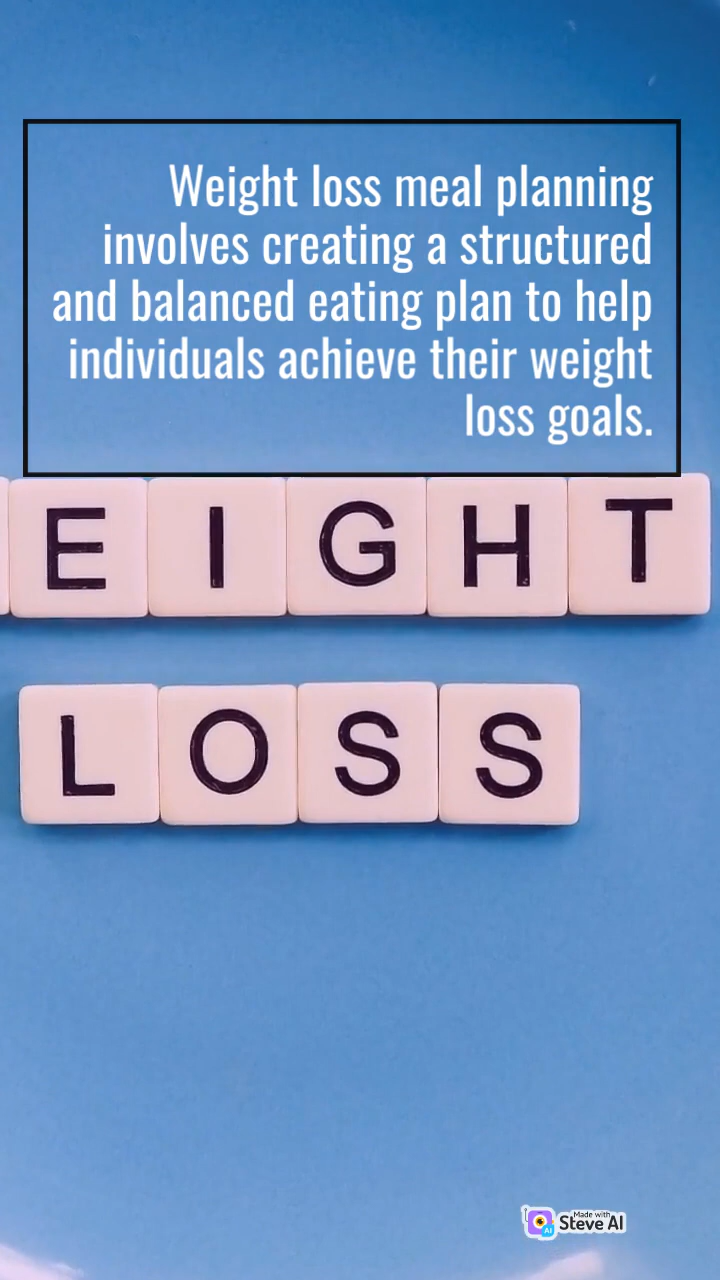 Weight loss meal planning
involves creating a structured
and balanced eating plan to help
individuals achieve their weight
loss goals.
EIGHT
LOSS
Made with
Steve AI
AI